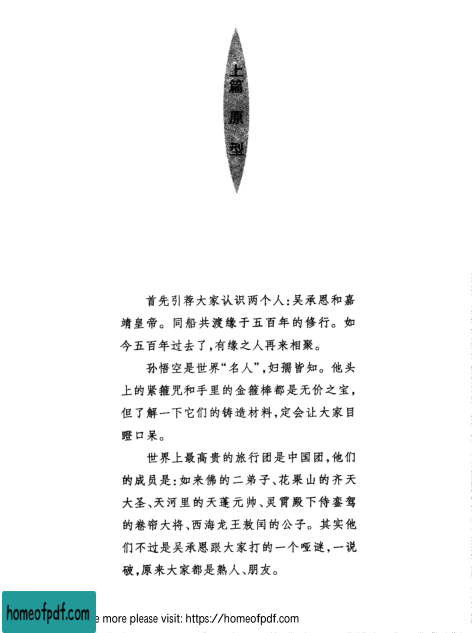 上篇 原型
首先引荐大家认识两个人:吴承恩和嘉
靖皇帝。同船共渡缘于五百年的修行。如
今五百年过去了,有缘之人再来相聚。
孙悟空是世界“名人”,妇孺皆知。他头
上的紧箍咒和手里的金箍棒都是无价之宝,
但了解一下它们的铸造材料,定会让大家目
瞪口呆。
世界上最高贵的旅行团是中国团,他们
的成员是:如来佛的二弟子、花果山的齐天
大圣、天河里的天蓬元帅、灵霄殿下侍銮驾
的卷帘大将、西海龙王敖闰的公子。其实他
们不过是吴承恩跟大家打的一个哑谜,一说
破,原来大家都是熟人、朋友。
homeofpdf.com
e more please visit: https://homeofpdf.com